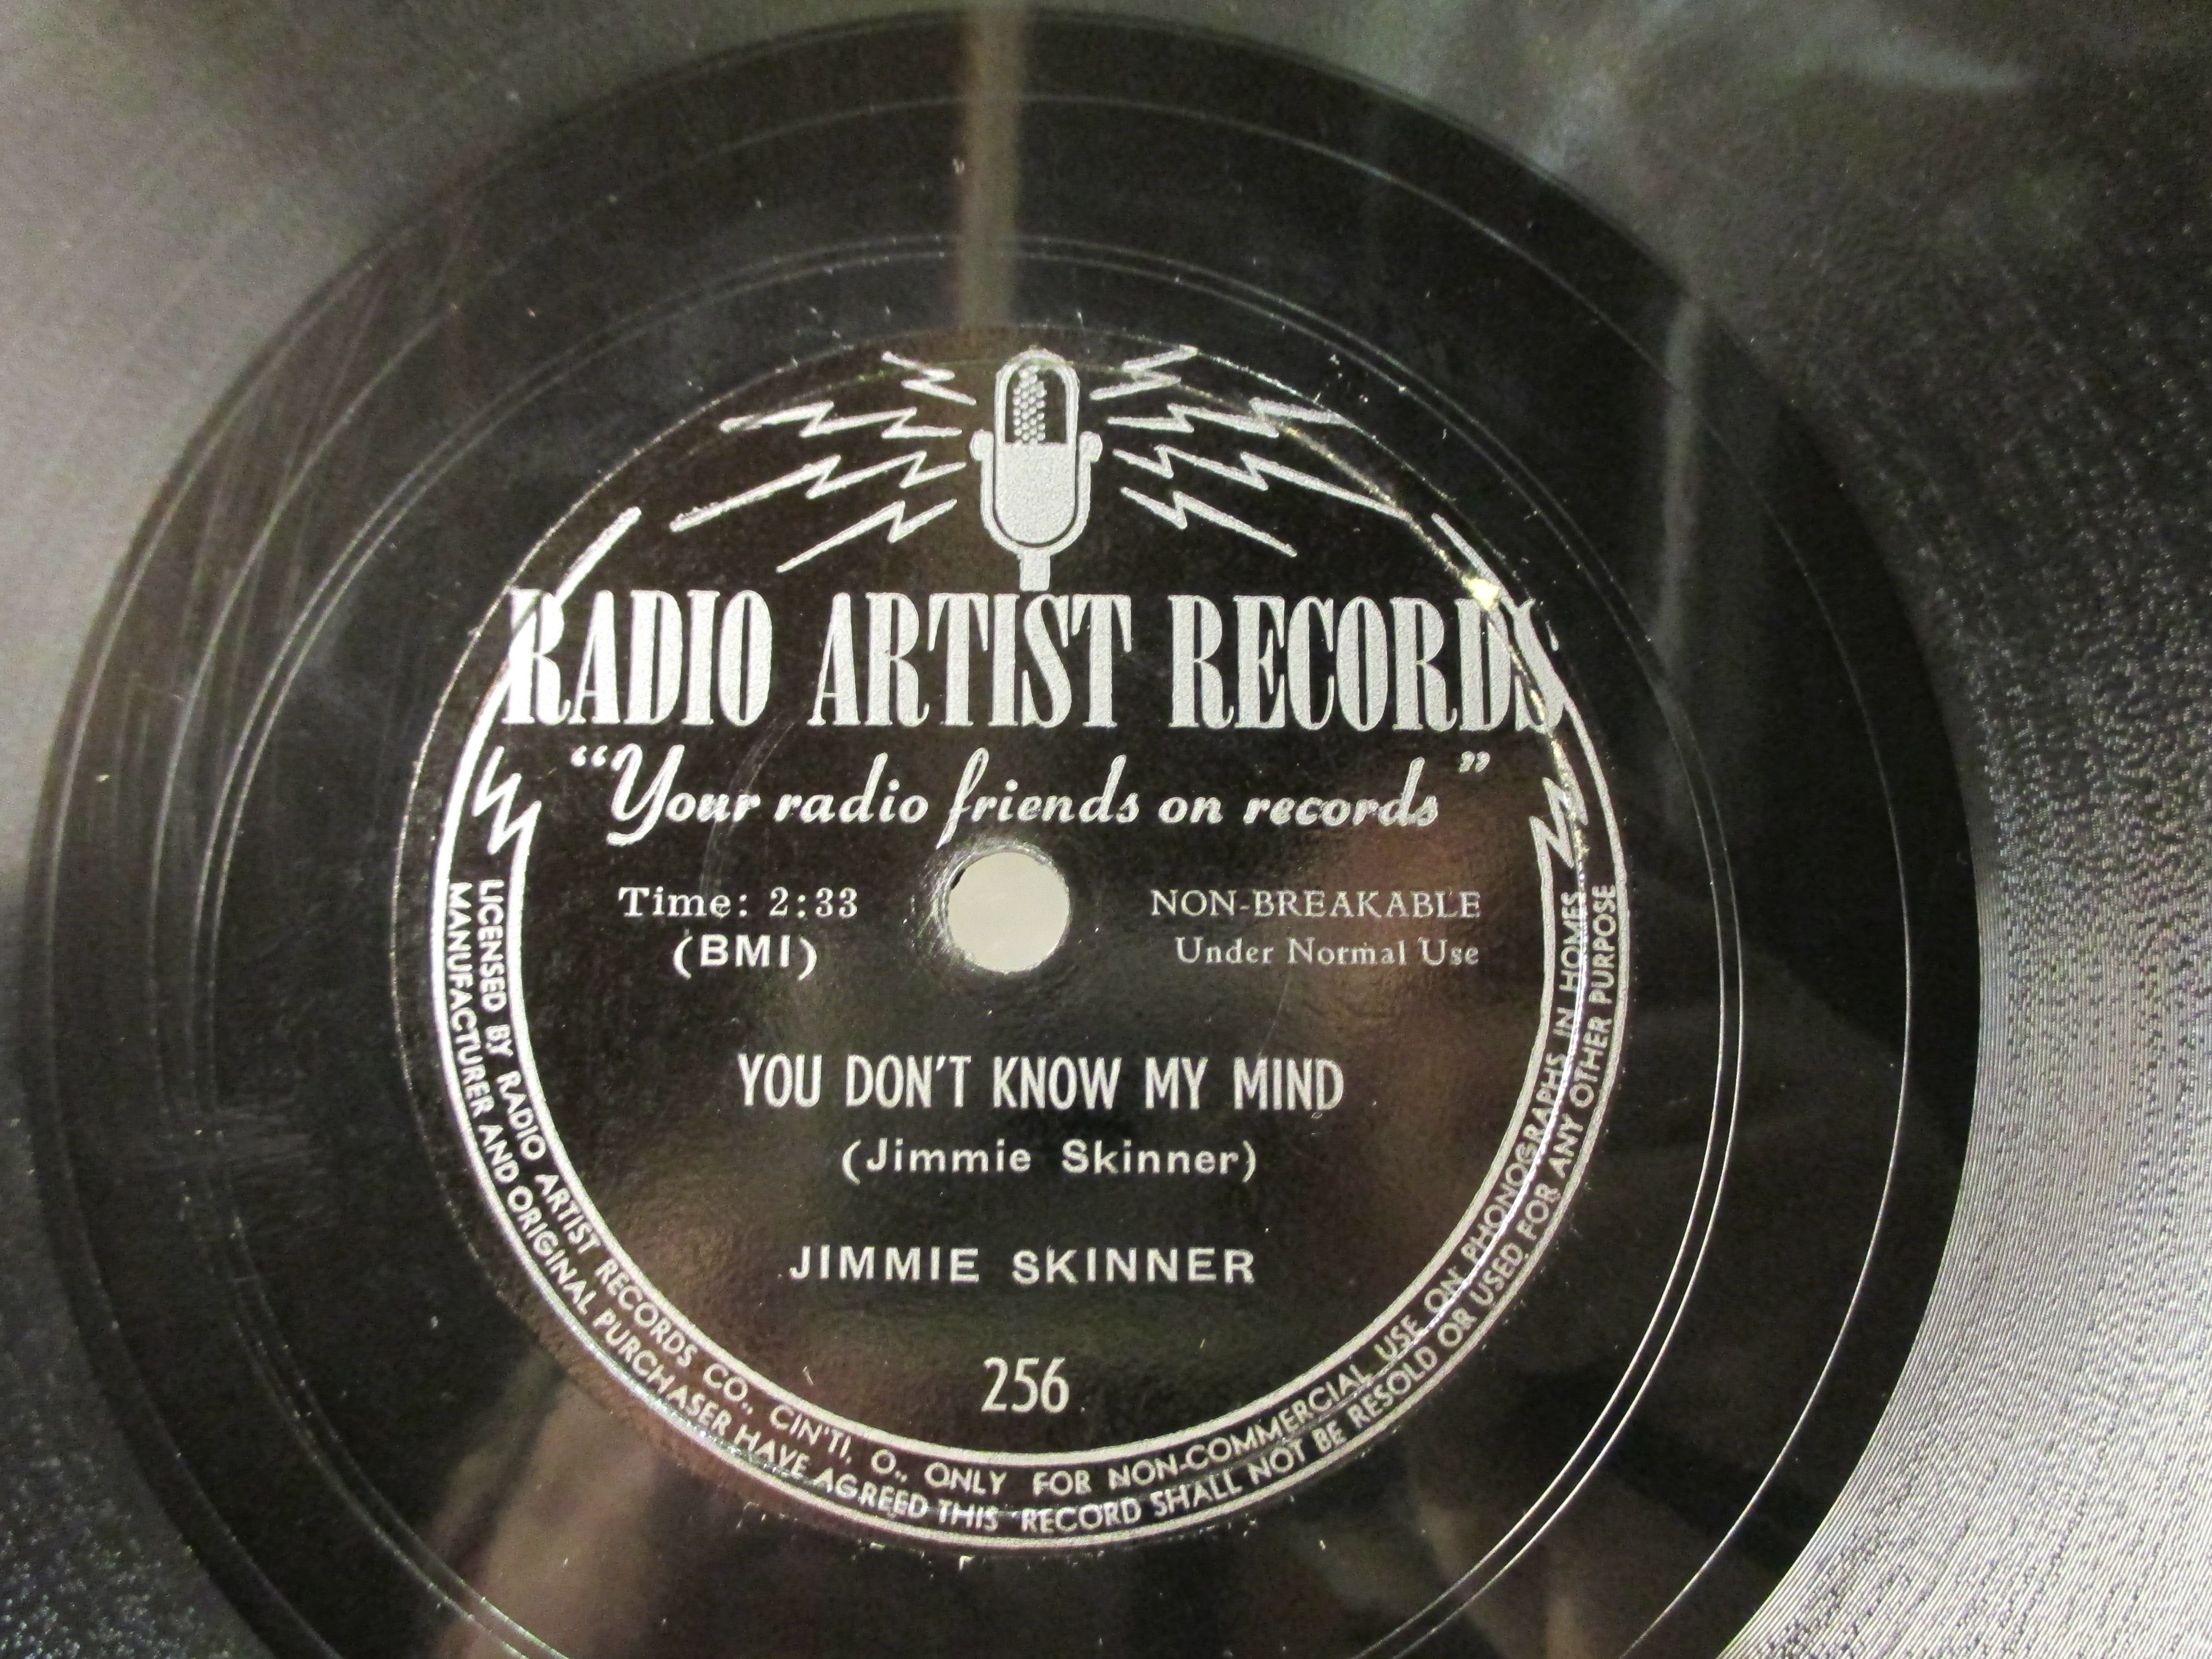 RADIO ARTIST RECORDS
"Your radio friends on records"
Time: 2:33
(BMI)
NON-BREAKABLE
Under Normal Use
YOU DON'T KNOW MY MIND
(Jimmie Skinner)
JIMMIE SKINNER
256
LICENSED BY RADIO ARTIST RECORDS CO., CIN'TI, O., ONLY FOR NON-COMMERCIAL USE ON PHONOGRAPHS IN HOMES.
MANUFACTURER AND ORIGINAL PURCHASER HAVE AGREED THIS RECORD SHALL NOT BE RESOLD OR USED FOR ANY OTHER PURPOSE